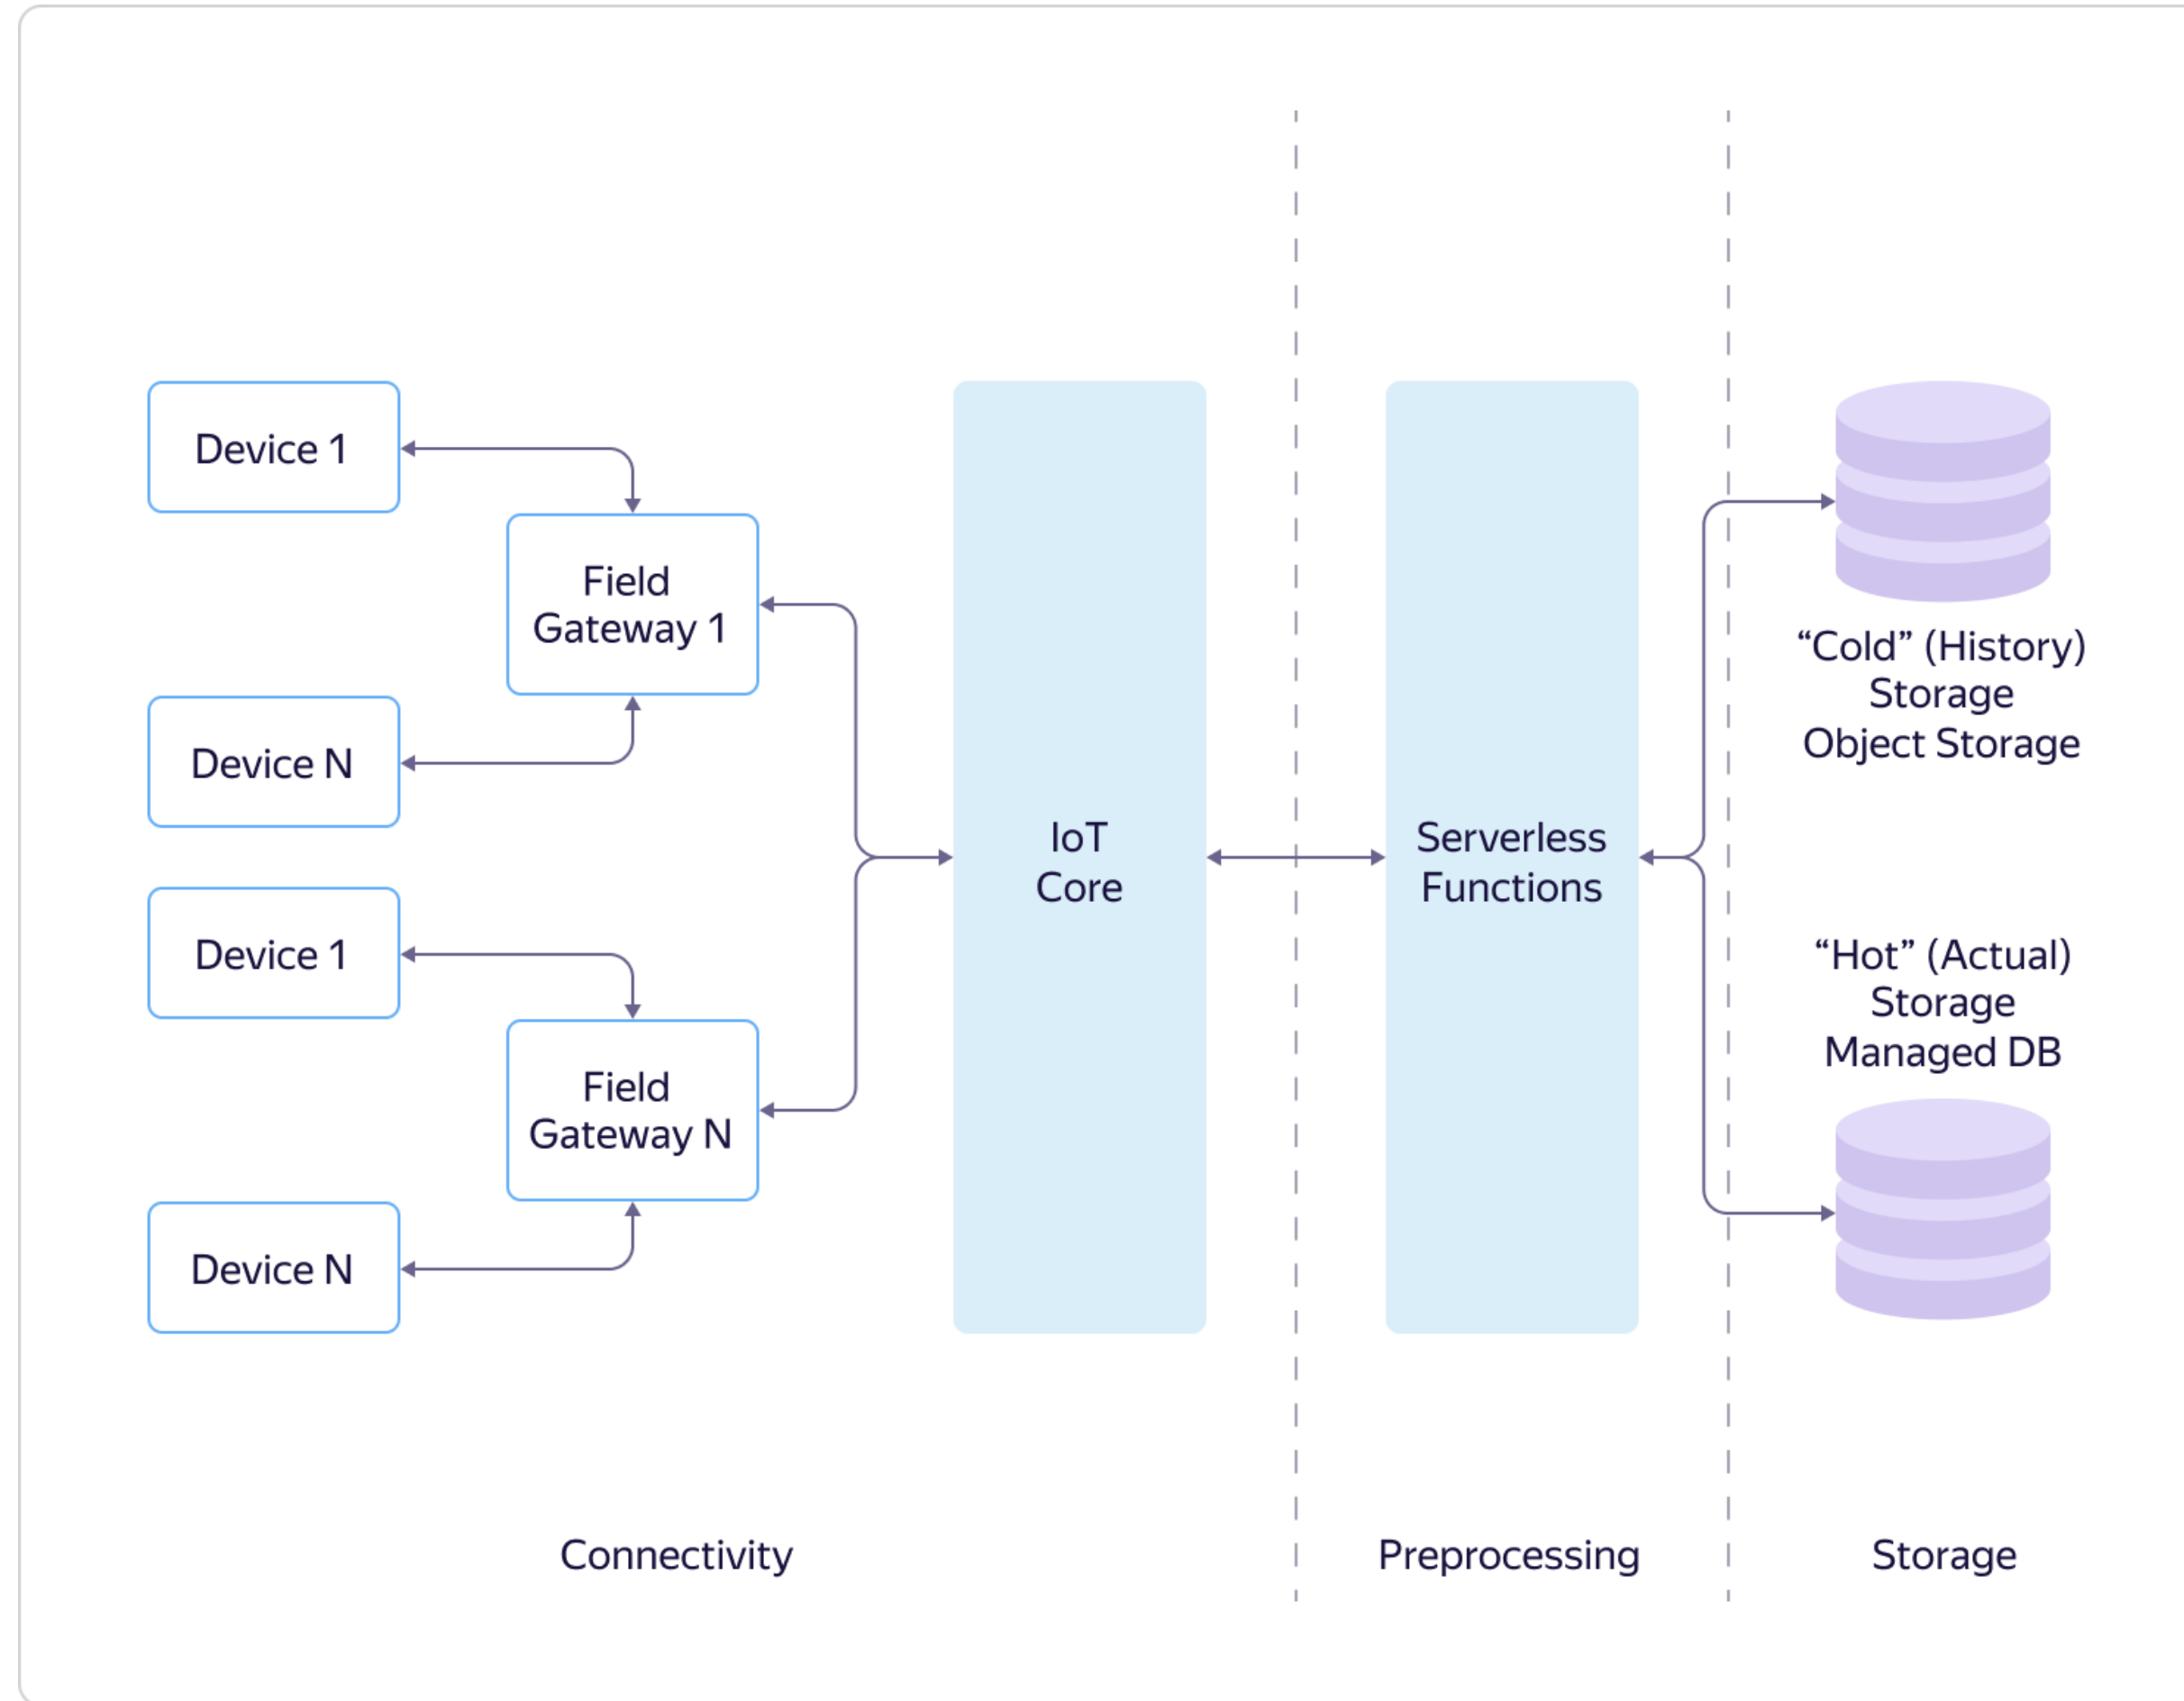 Device 1
Field
Gateway 1
Device N
Device 1
Field
Gateway N
Device N
IoT
Core
Serverless
Functions
“Cold” (History)
Storage
Object Storage
“Hot” (Actual)
Storage
Managed DB
Connectivity
Preprocessing
Storage